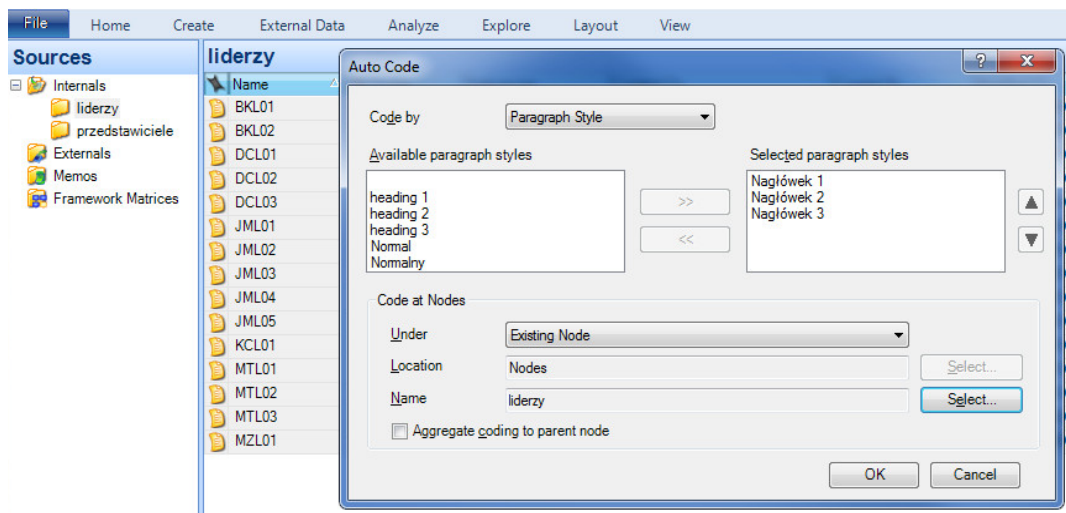 File Home Create External Data Analyze Explore Layout View
Sources
Internals
liderzy
przedstawiciele
Externals
Memos
Framework Matrices
liderzy
Name
BKL01
BKL02
DCL01
DCL02
DCL03
JML01
JML02
JML03
JML04
JML05
KCL01
MTL01
MTL02
MTL03
MZL01
Auto Code
? X
Code by Paragraph Style
Available paragraph styles
heading 1
heading 2
heading 3
Normal
Normalny
>>
<<
Selected paragraph styles
Nagłówek 1
Nagłówek 2
Nagłówek 3
Code at Nodes
Under Existing Node
Location Nodes Select...
Name liderzy Select...
Aggregate coding to parent node
OK Cancel